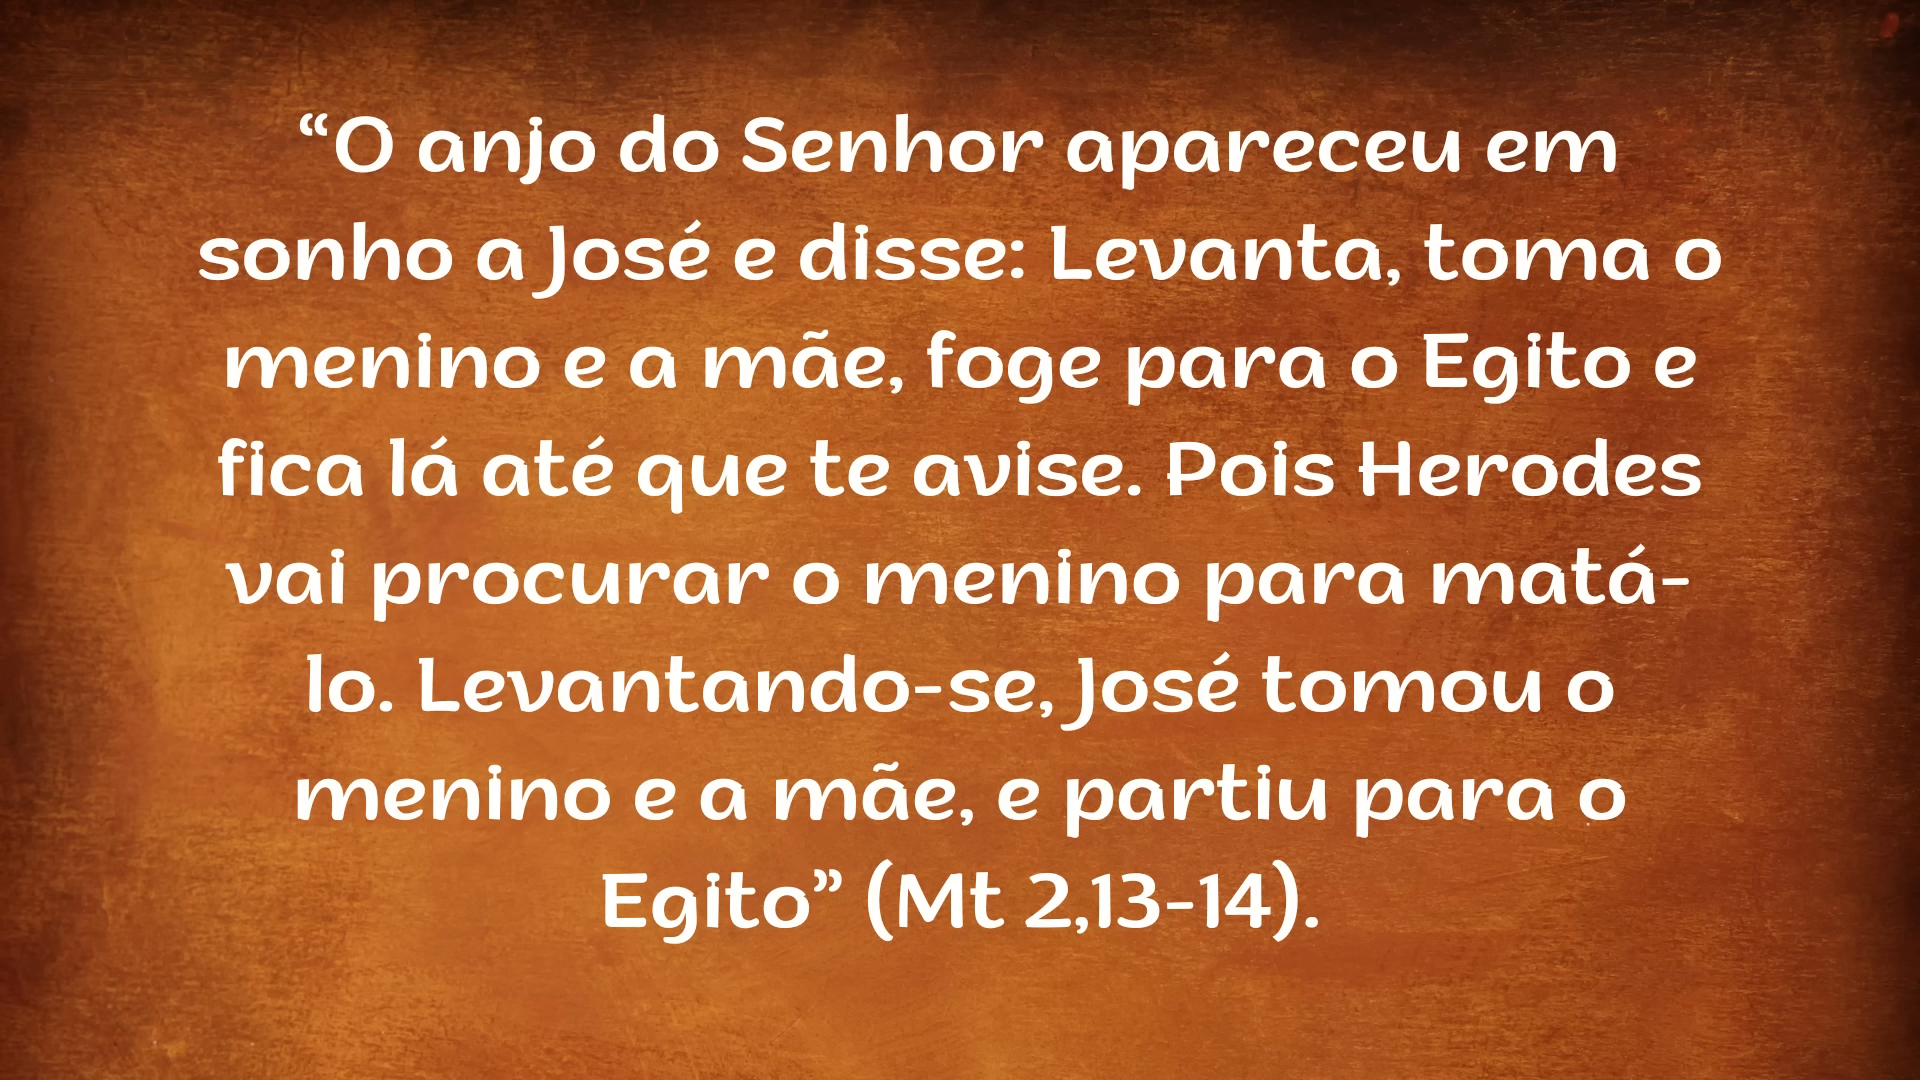 “O anjo do Senhor apareceu em
sonho a José e disse: Levanta, toma o
menino e a mãe, foge para o Egito e
fica lá até que te avise. Pois Herodes
vai procurar o menino para matá-
lo. Levantando-se, José tomou o
menino e a mãe, e partiu para o
Egito” (Mt 2,13-14).